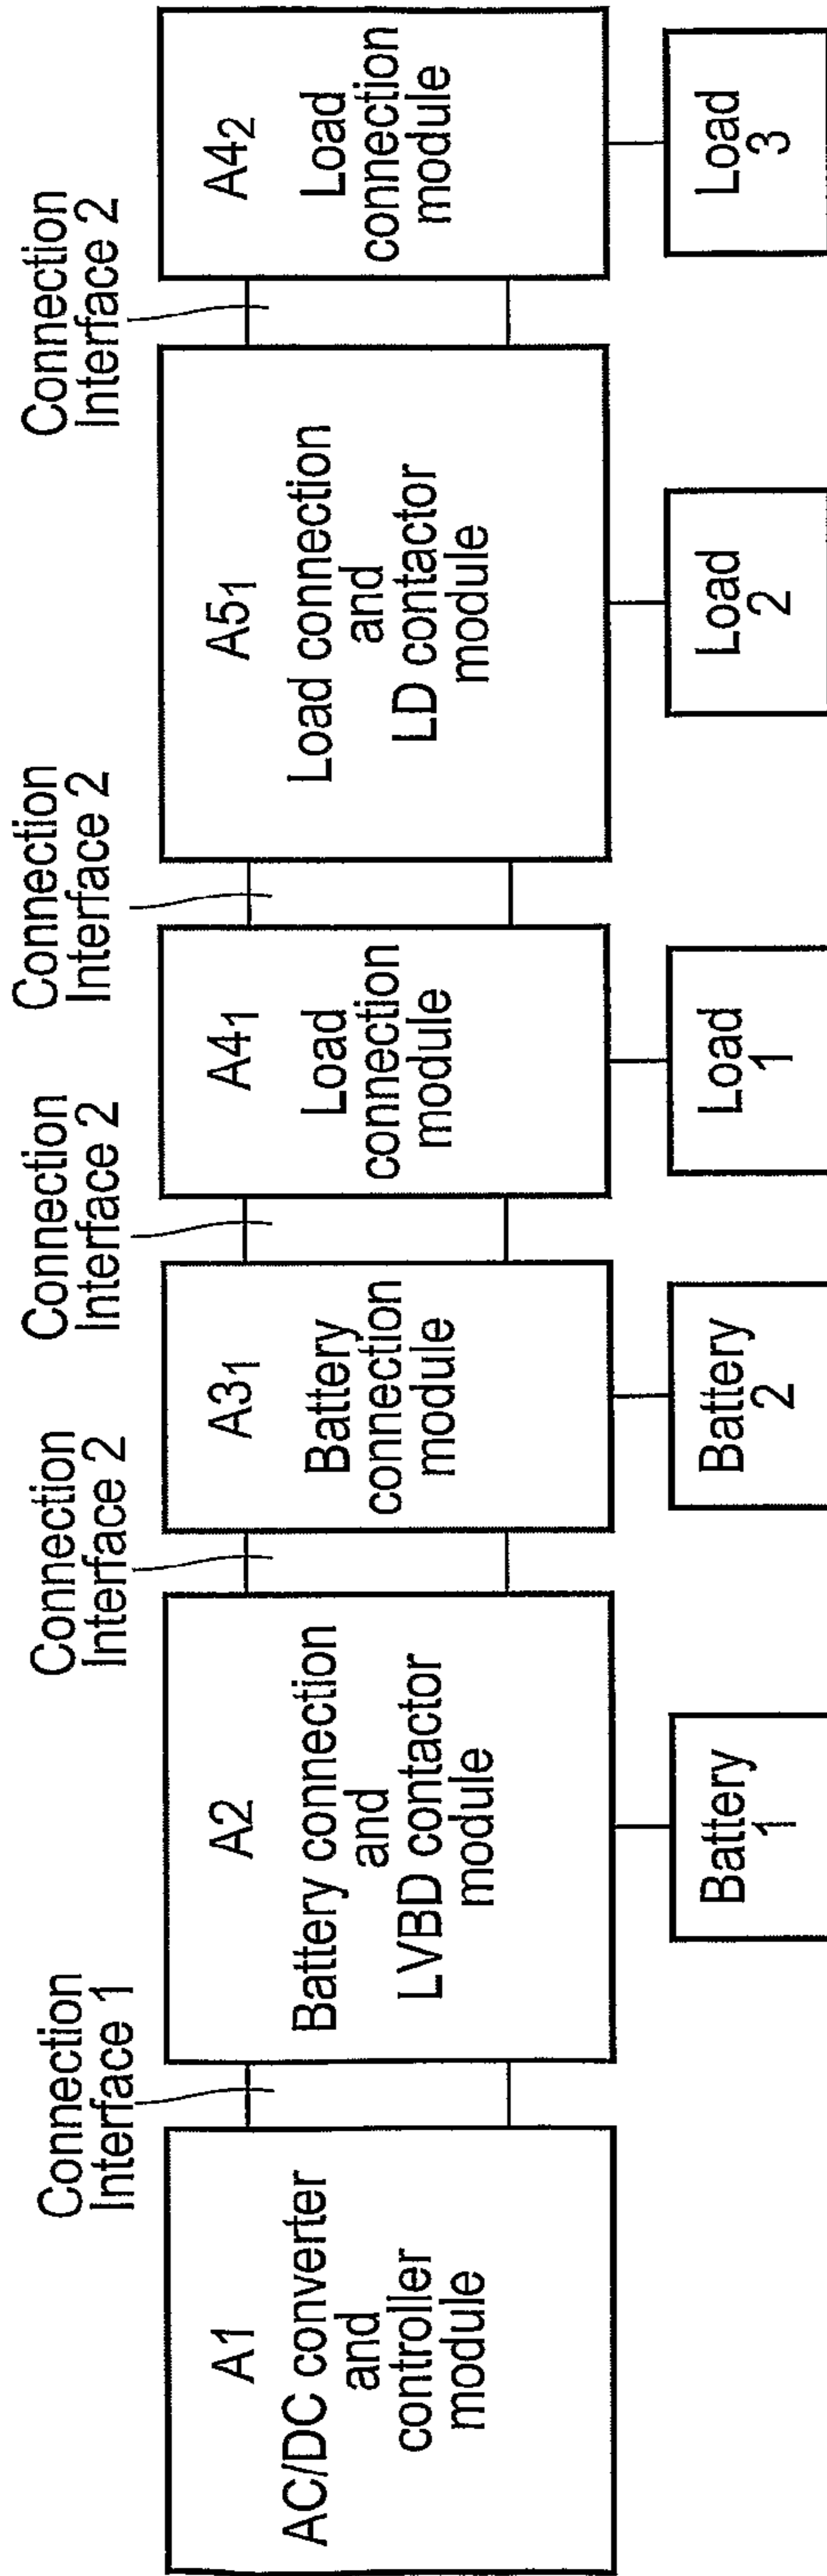 Connection
Interface 1
Connection
Interface 2
Connection
Interface 2
Connection
Interface 2
Connection
Interface 2
A1
AC/DC converter
and
controller
module
A2
Battery connection
and
LVBD contactor
module
A3₁
Battery
connection
module
A4₁
Load
connection
module
A5₁
Load connection
and
LD contactor
module
A4₂
Load
connection
module
Battery
1
Battery
2
Load
1
Load
2
Load
3